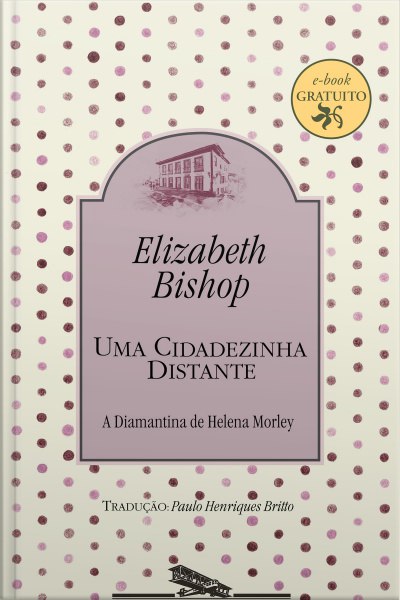 e-book
GRATUITO
Elizabeth
Bishop
UMA CIDADEZINHA
DISTANTE
A Diamantina de Helena Morley
TRADUÇÃO: Paulo Henriques Britto